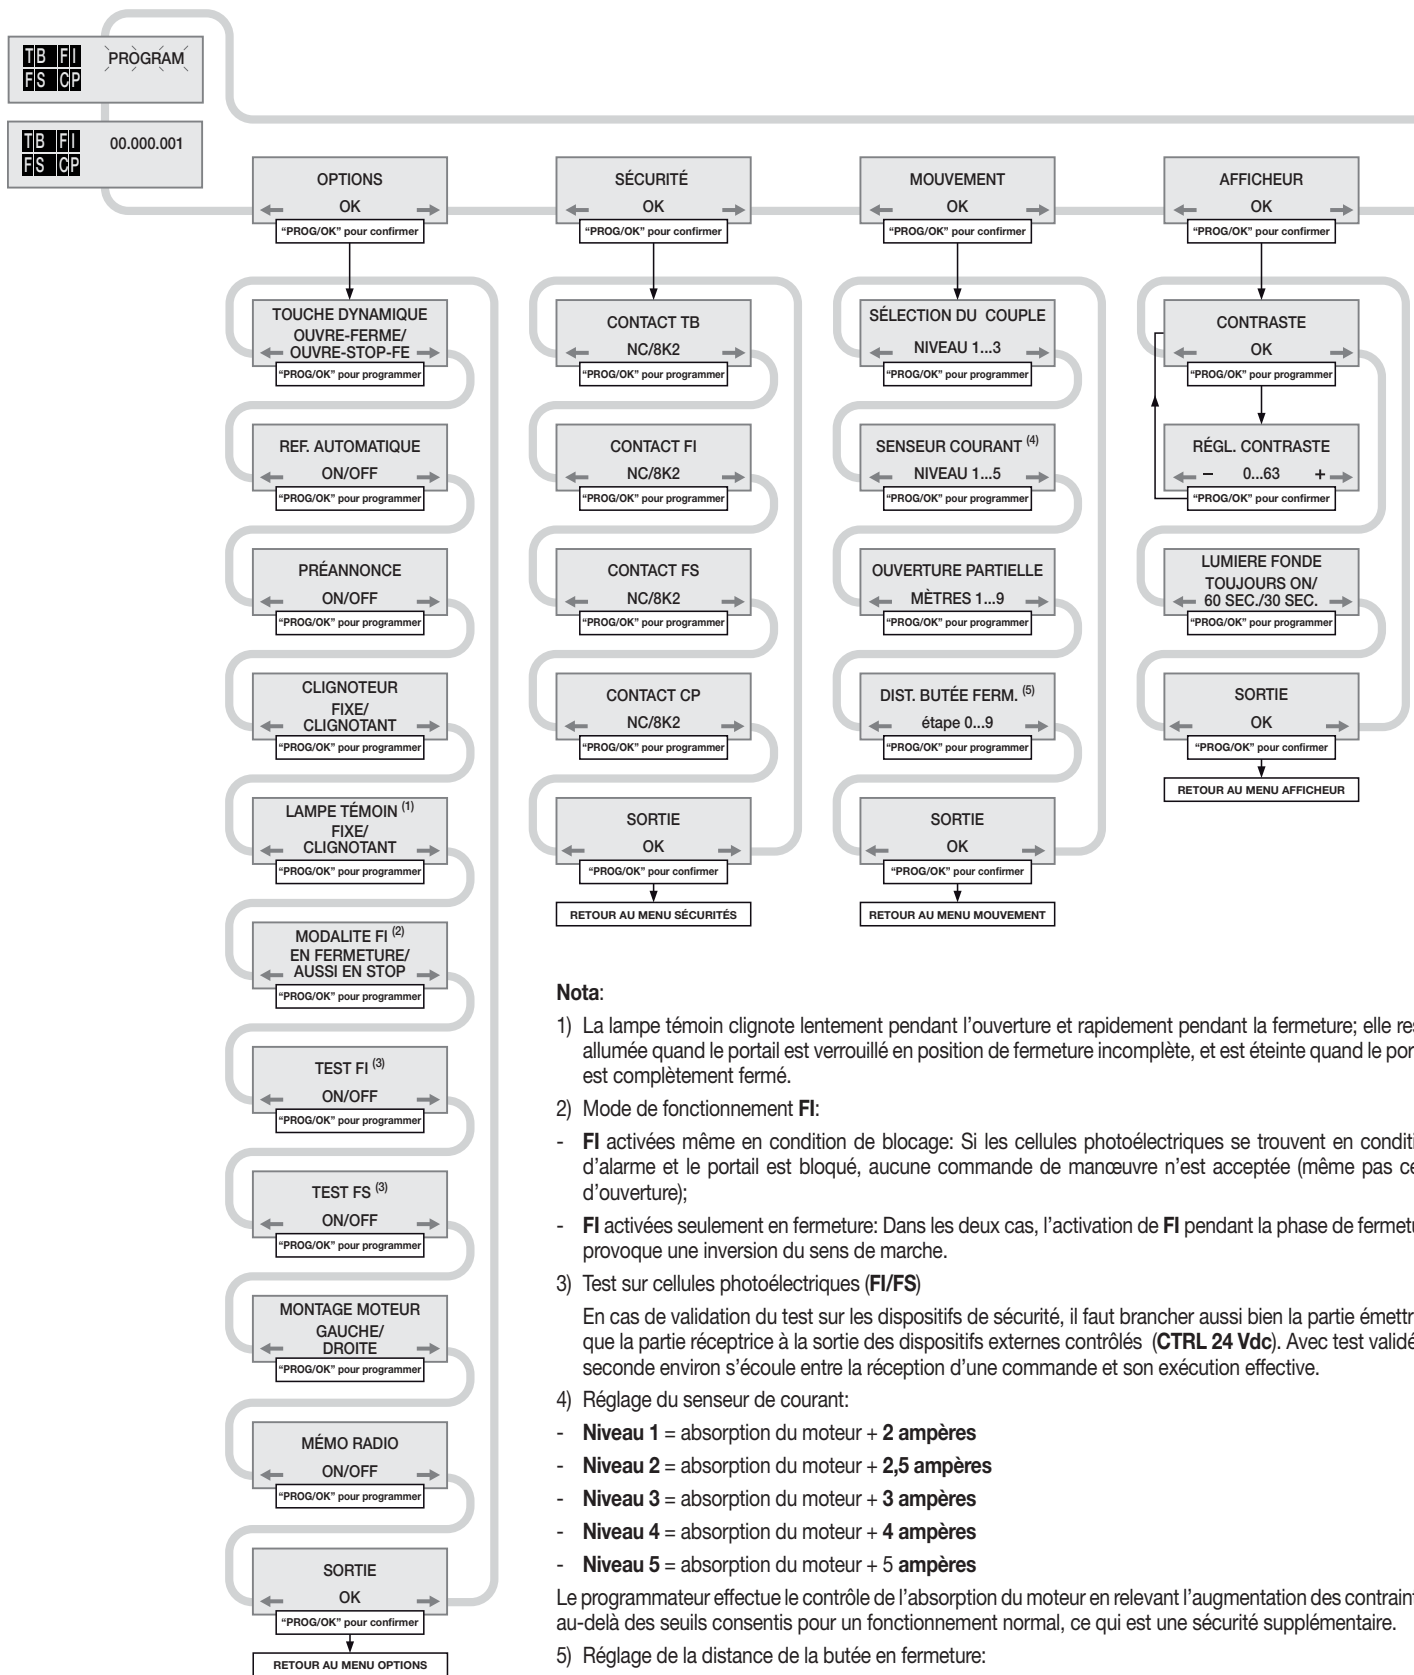 TB FI
FS CP
PROGRAM
TB FI
FS CP
00.000.001
OPTIONS
OK
“PROG/OK” pour confirmer
TOUCHE DYNAMIQUE
OUVRE-FERME/
OUVRE-STOP-FE
“PROG/OK” pour programmer
REF. AUTOMATIQUE
ON/OFF
“PROG/OK” pour programmer
PRÉANNONCE
ON/OFF
“PROG/OK” pour programmer
CLIGNOTEUR
FIXE/
CLIGNOTANT
“PROG/OK” pour programmer
LAMPE TÉMOIN (1)
FIXE/
CLIGNOTANT
“PROG/OK” pour programmer
MODALITE FI (2)
EN FERMETURE/
AUSSI EN STOP
“PROG/OK” pour programmer
TEST FI (3)
ON/OFF
“PROG/OK” pour programmer
TEST FS (3)
ON/OFF
“PROG/OK” pour programmer
MONTAGE MOTEUR
GAUCHE/
DROITE
“PROG/OK” pour programmer
MÉMO RADIO
ON/OFF
“PROG/OK” pour programmer
SORTIE
OK
“PROG/OK” pour confirmer
RETOUR AU MENU OPTIONS
SÉCURITÉ
OK
“PROG/OK” pour confirmer
CONTACT TB
NC/8K2
“PROG/OK” pour programmer
CONTACT FI
NC/8K2
“PROG/OK” pour programmer
CONTACT FS
NC/8K2
“PROG/OK” pour programmer
CONTACT CP
NC/8K2
“PROG/OK” pour programmer
SORTIE
OK
“PROG/OK” pour confirmer
RETOUR AU MENU SÉCURITÉS
MOUVEMENT
OK
“PROG/OK” pour confirmer
SÉLECTION DU COUPLE
NIVEAU 1...3
“PROG/OK” pour programmer
SENSEUR COURANT (4)
NIVEAU 1...5
“PROG/OK” pour programmer
OUVERTURE PARTIELLE
MÈTRES 1...9
“PROG/OK” pour programmer
DIST. BUTÉE FERM. (5)
étape 0...9
“PROG/OK” pour programmer
SORTIE
OK
“PROG/OK” pour confirmer
RETOUR AU MENU MOUVEMENT
AFFICHEUR
OK
“PROG/OK” pour confirmer
CONTRASTE
OK
“PROG/OK” pour programmer
RÉGL. CONTRASTE
– 0...63 +
“PROG/OK” pour confirmer
LUMIERE FONDE
TOUJOURS ON/
60 SEC./30 SEC.
“PROG/OK” pour programmer
SORTIE
OK
“PROG/OK” pour confirmer
RETOUR AU MENU AFFICHEUR
Nota:
1) La lampe témoin clignote lentement pendant l’ouverture et rapidement pendant la fermeture; elle
allumée quand le portail est verrouillé en position de fermeture incomplète, et est éteinte quand le
est complètement fermé.
2) Mode de fonctionnement FI:
- FI activées même en condition de blocage: Si les cellules photoélectriques se trouvent en
d’alarme et le portail est bloqué, aucune commande de manœuvre n’est acceptée (même pas
d’ouverture);
- FI activées seulement en fermeture: Dans les deux cas, l’activation de FI pendant la phase de
provoque une inversion du sens de marche.
3) Test sur cellules photoélectriques (FI/FS)
En cas de validation du test sur les dispositifs de sécurité, il faut brancher aussi bien la partie
que la partie réceptrice à la sortie des dispositifs externes contrôlés (CTRL 24 Vdc). Avec test validé
seconde environ s’écoule entre la réception d’une commande et son exécution effective.
4) Réglage du senseur de courant:
- Niveau 1 = absorption du moteur + 2 ampères
- Niveau 2 = absorption du moteur + 2,5 ampères
- Niveau 3 = absorption du moteur + 3 ampères
- Niveau 4 = absorption du moteur + 4 ampères
- Niveau 5 = absorption du moteur + 5 ampères
Le programmateur effectue le contrôle de l’absorption du moteur en relevant l’augmentation des
au-delà des seuils consentis pour un fonctionnement normal, ce qui est une sécurité supplémentaire.
5) Réglage de la distance de la butée en fermeture: